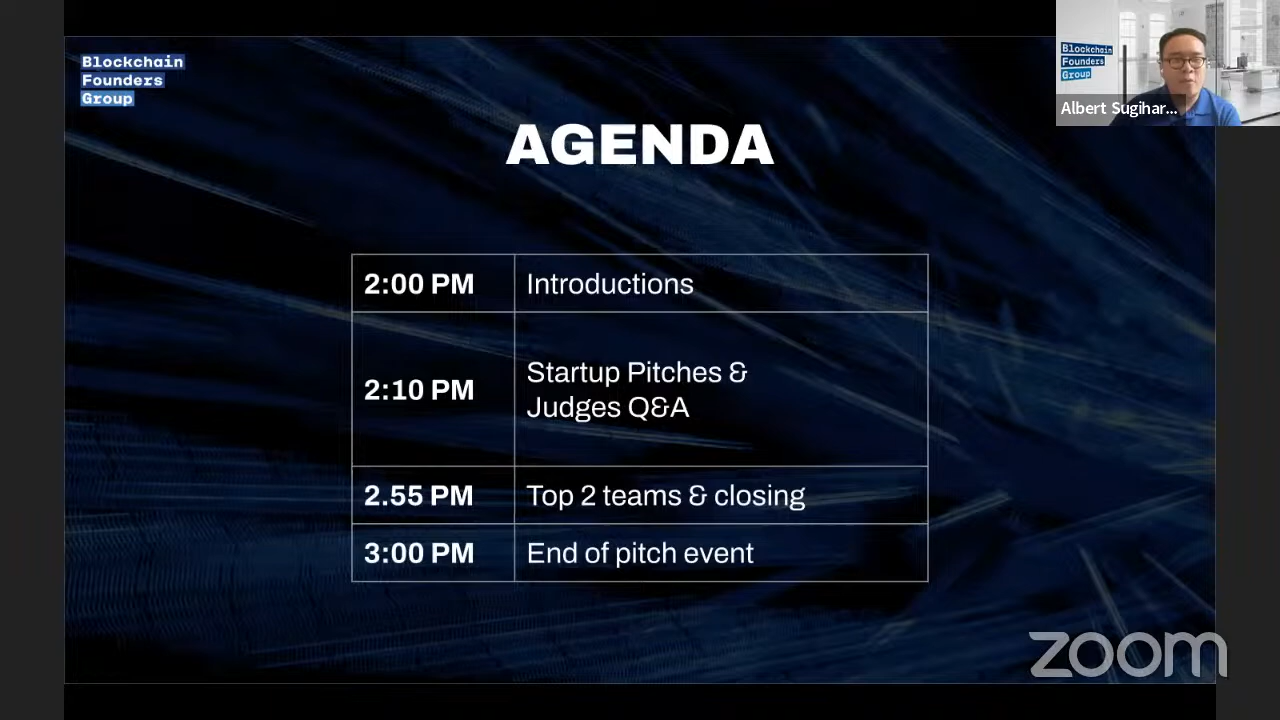 Blockchain
Founders
Group
Blockchain
Founders
Group
Albert Sugihar...
AGENDA
2:00 PM Introductions
2:10 PM Startup Pitches &
Judges Q&A
2.55 PM Top 2 teams & closing
3:00 PM End of pitch event
zoom